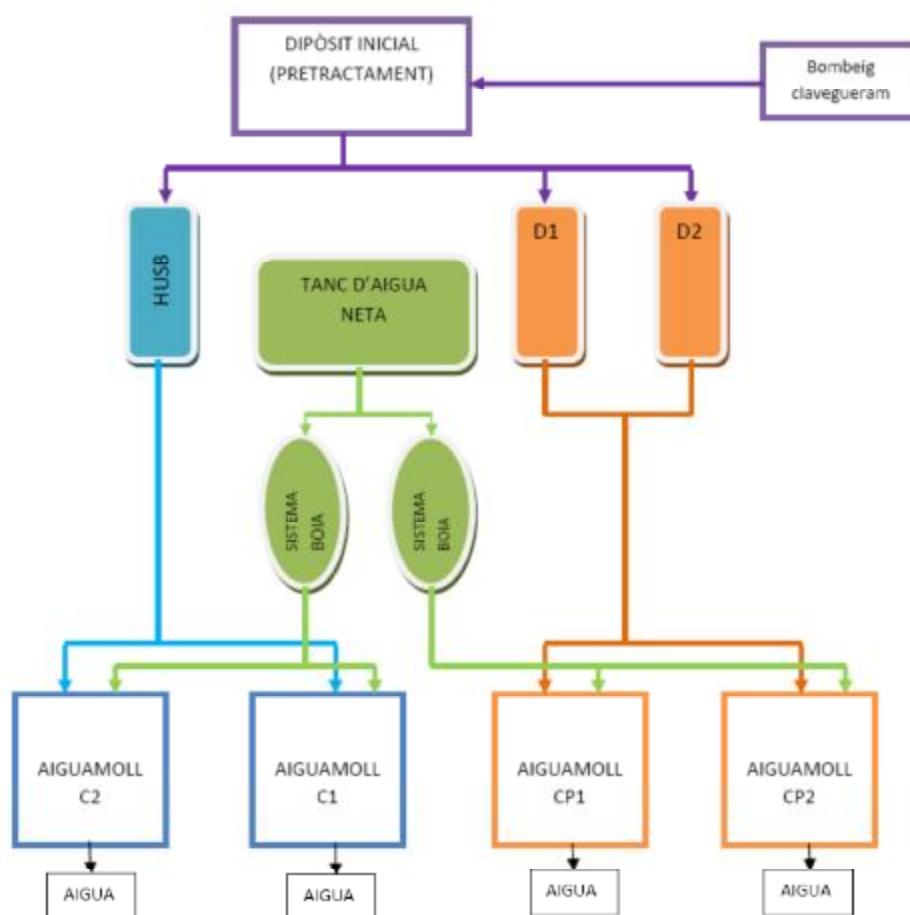 DIPÒSIT INICIAL
(PRETRACTAMENT)
Bombeig
clavegueram
HUSB
TANC D'AIGUA
NETA
D1
D2
SISTEMA
BOIA
SISTEMA
BOIA
AIGUAMOLL
C2
AIGUAMOLL
C1
AIGUAMOLL
CP1
AIGUAMOLL
CP2
AIGUA
AIGUA
AIGUA
AIGUA